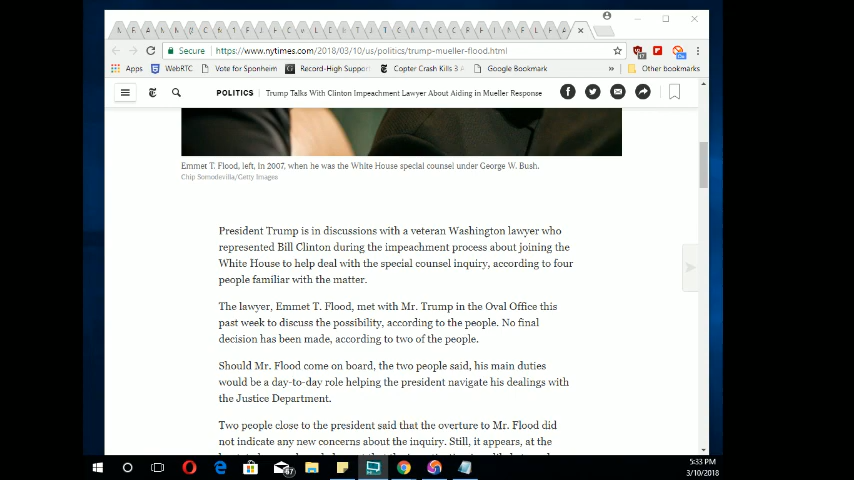 Secure https://www.nytimes.com/2018/03/10/us/politics/trump-mueller-flood.html
Apps WebRTC Vote for Sponheim Record-High Suppor Copter Crash Kills 3 Google Bookmark » Other bookmarks
POLITICS Trump Talks With Clinton Impeachment Lawyer About Aiding in Mueller Response
Emmet T. Flood, left, in 2007, when he was the White House special counsel under George W. Bush.
Chip Somodevilla/Getty Images
President Trump is in discussions with a veteran Washington lawyer who
represented Bill Clinton during the impeachment process about joining the
White House to help deal with the special counsel inquiry, according to four
people familiar with the matter.
The lawyer, Emmet T. Flood, met with Mr. Trump in the Oval Office this
past week to discuss the possibility, according to the people. No final
decision has been made, according to two of the people.
Should Mr. Flood come on board, the two people said, his main duties
would be a day-to-day role helping the president navigate his dealings with
the Justice Department.
Two people close to the president said that the overture to Mr. Flood did
not indicate any new concerns about the inquiry. Still, it appears, at the
67
5:33 PM
3/10/2018